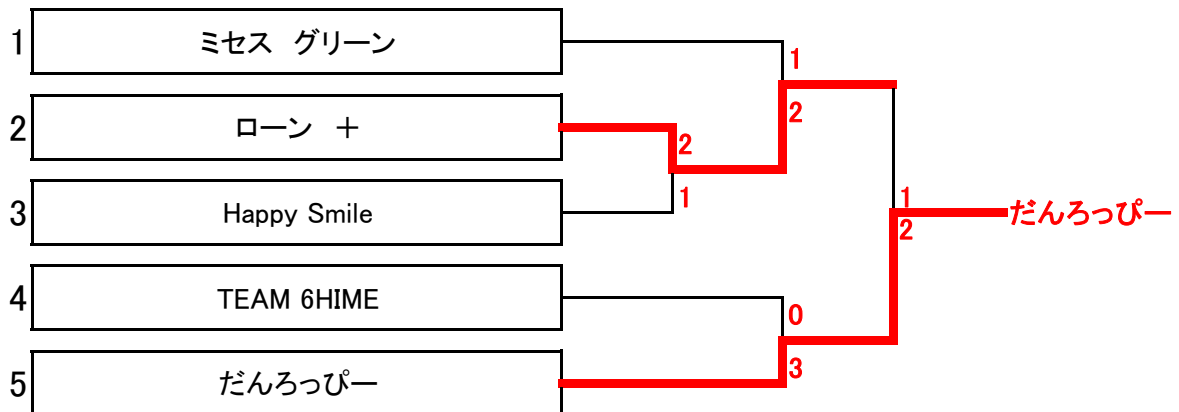 1 ミセス グリーン
1
2 ローン +
2
2
1
3 Happy Smile
1
2 だんろっぴー
4 TEAM 6HIME
0
3
5 だんろっぴー